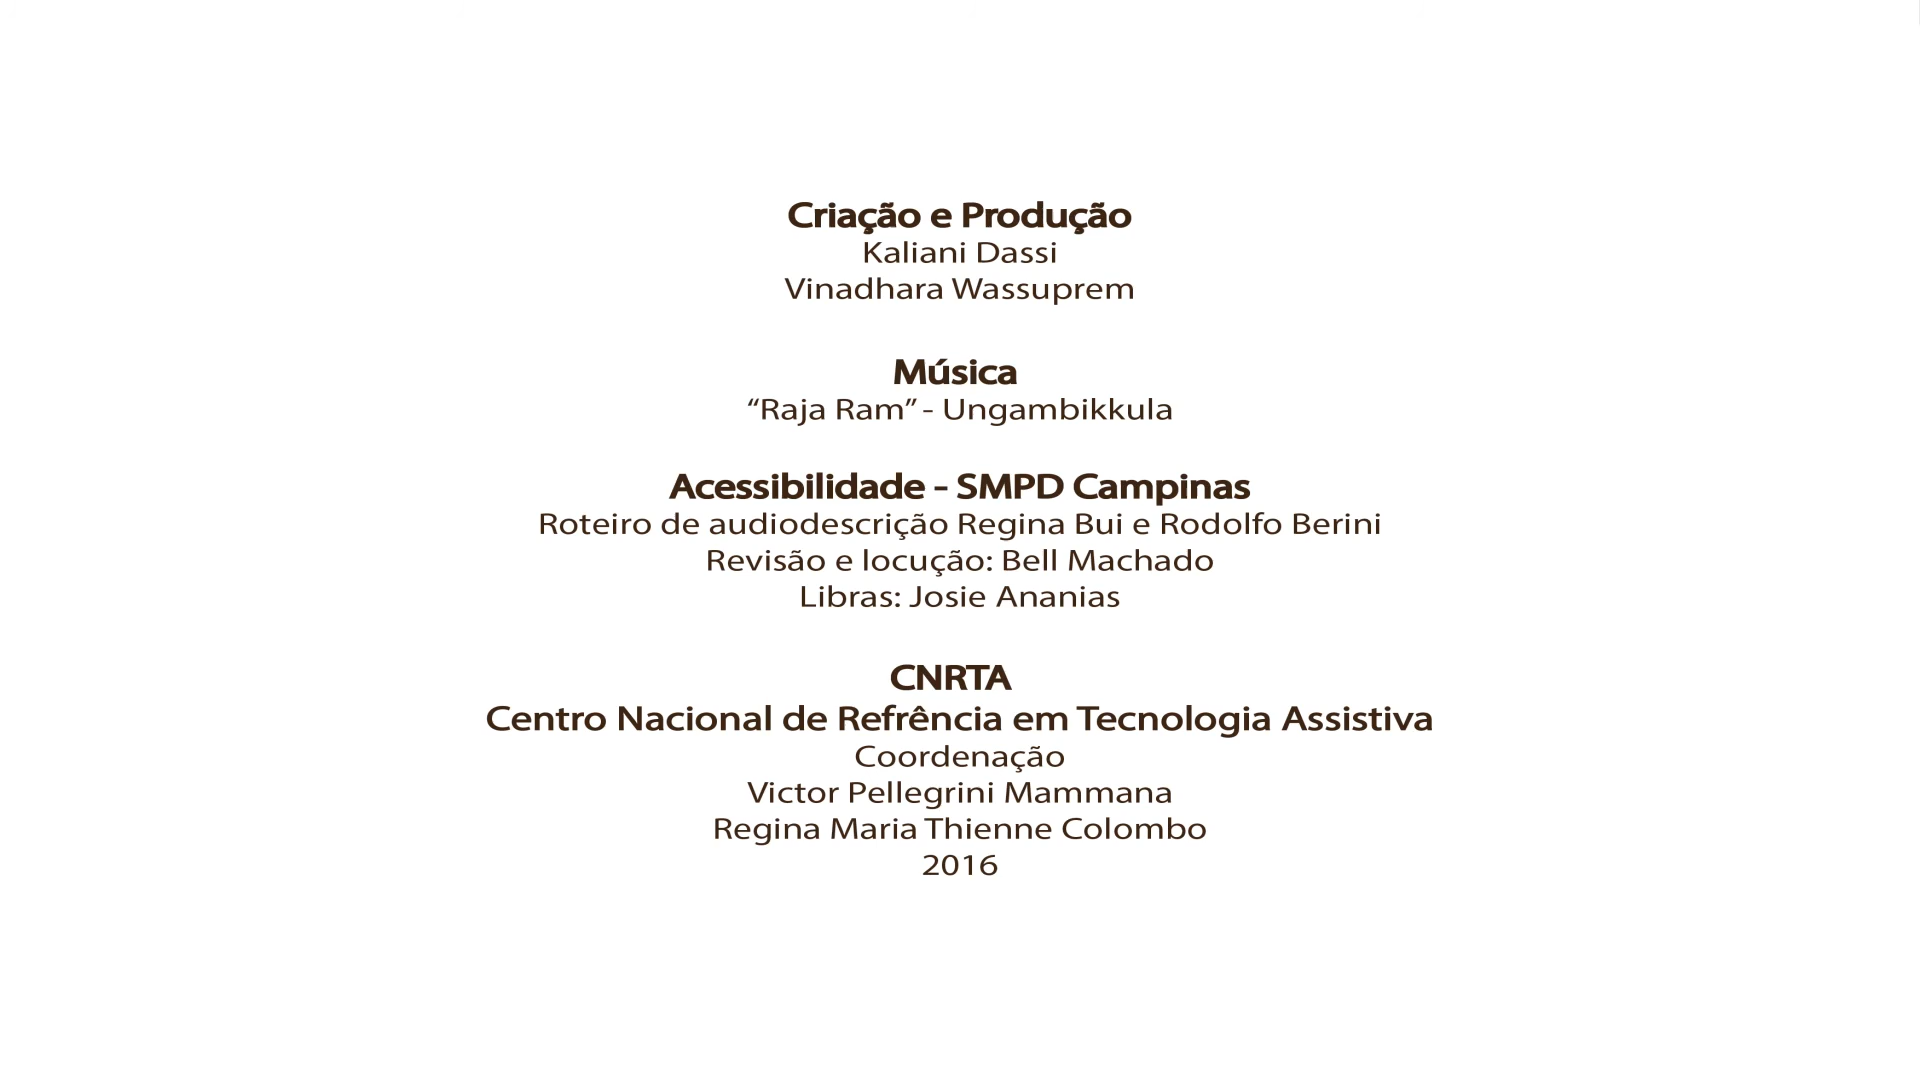 Criação e Produção
Kaliani Dassi
Vinadhara Wassuprem
Música
“Raja Ram” - Ungambikkula
Acessibilidade - SMPD Campinas
Roteiro de audiodescrição Regina Bui e Rodolfo Berini
Revisão e locução: Bell Machado
Libras: Josie Ananias
CNRTA
Centro Nacional de Refrência em Tecnologia Assistiva
Coordenação
Victor Pellegrini Mammana
Regina Maria Thienne Colombo
2016